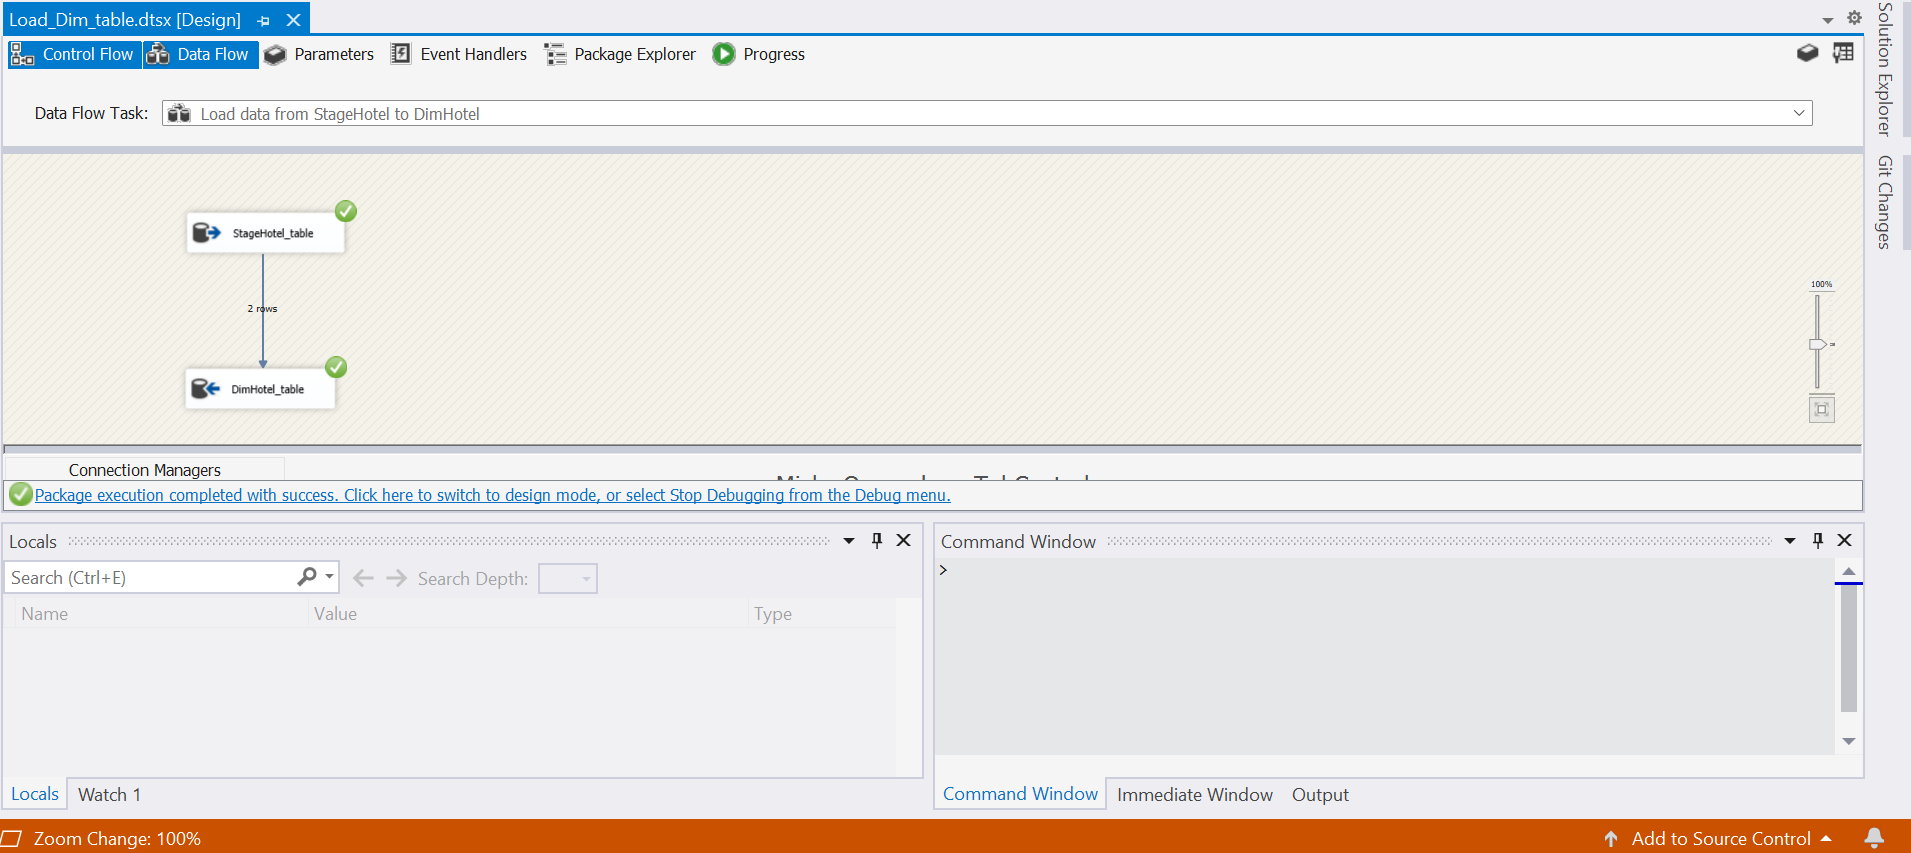 Load_Dim_table.dtsx [Design]
Control Flow Data Flow Parameters Event Handlers Package Explorer Progress
Data Flow Task: Load data from StageHotel to DimHotel
StageHotel_table
2 rows
DimHotel_table
100%
Connection Managers
Package execution completed with success. Click here to switch to design mode, or select Stop Debugging from the Debug menu.
Locals
Search (Ctrl+E) Search Depth:
Name Value Type
Locals Watch 1
Command Window
>
Command Window Immediate Window Output
Zoom Change: 100% Add to Source Control
Solution Explorer
Git Changes